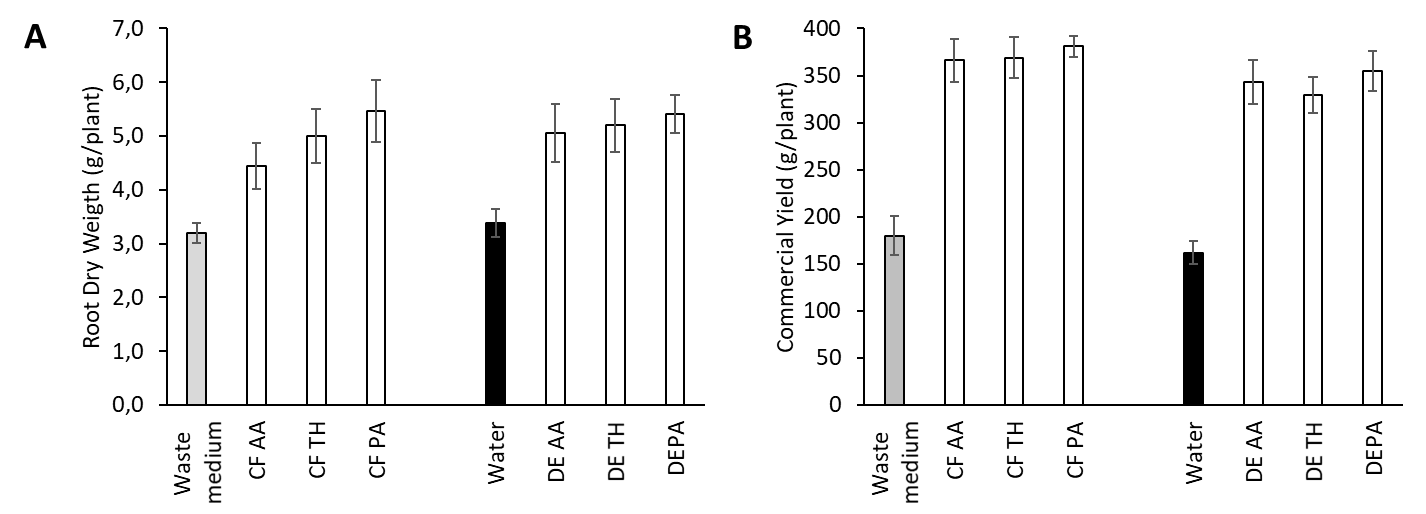 A
Root Dry Weigth (g/plant)
7,0
6,0
5,0
4,0
3,0
2,0
1,0
0,0
Waste
medium
CF AA
CF TH
CF PA
Water
DE AA
DE TH
DEPA
B
Commercial Yield (g/plant)
400
350
300
250
200
150
100
50
0
Waste
medium
CF AA
CF TH
CF PA
Water
DE AA
DE TH
DEPA